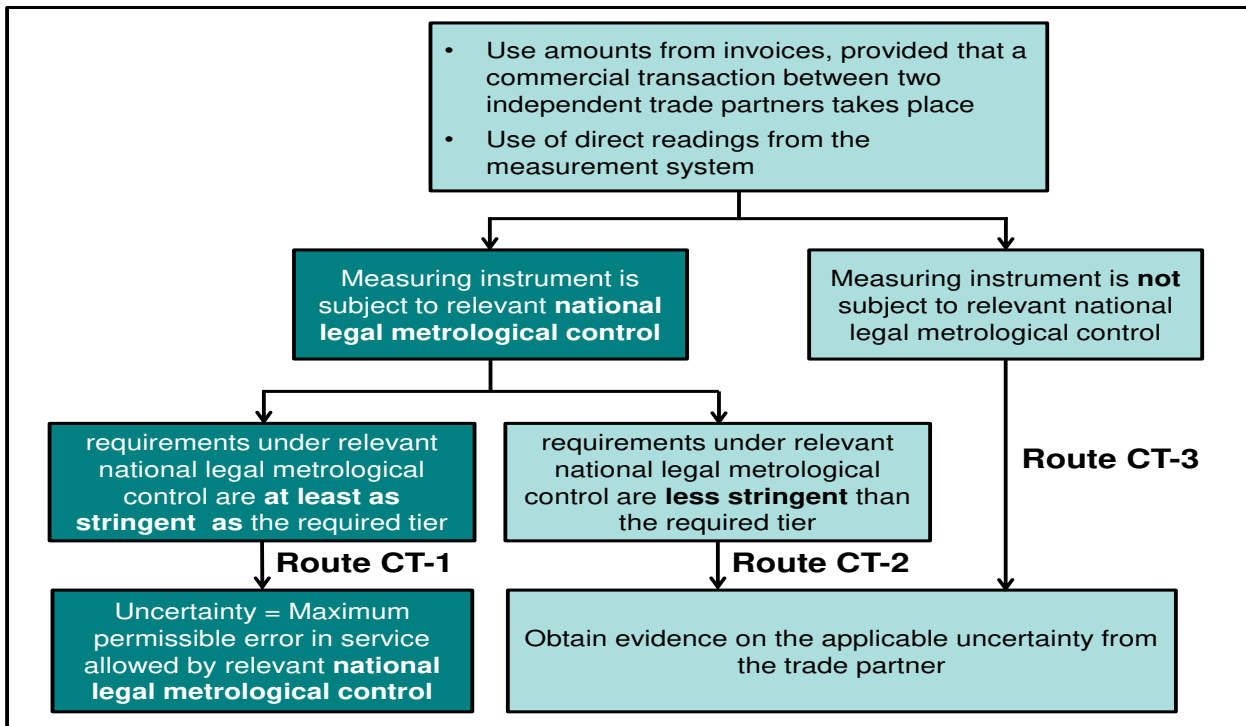 • Use amounts from invoices, provided that a
commercial transaction between two
independent trade partners takes place
• Use of direct readings from the
measurement system
Measuring instrument is
subject to relevant national
legal metrological control
Measuring instrument is not
subject to relevant national
legal metrological control
requirements under relevant
national legal metrological
control are at least as
stringent as the required tier
requirements under relevant
national legal metrological
control are less stringent than
the required tier
Route CT-3
Route CT-1
Route CT-2
Uncertainty = Maximum
permissible error in service
allowed by relevant national
legal metrological control
Obtain evidence on the applicable uncertainty from
the trade partner